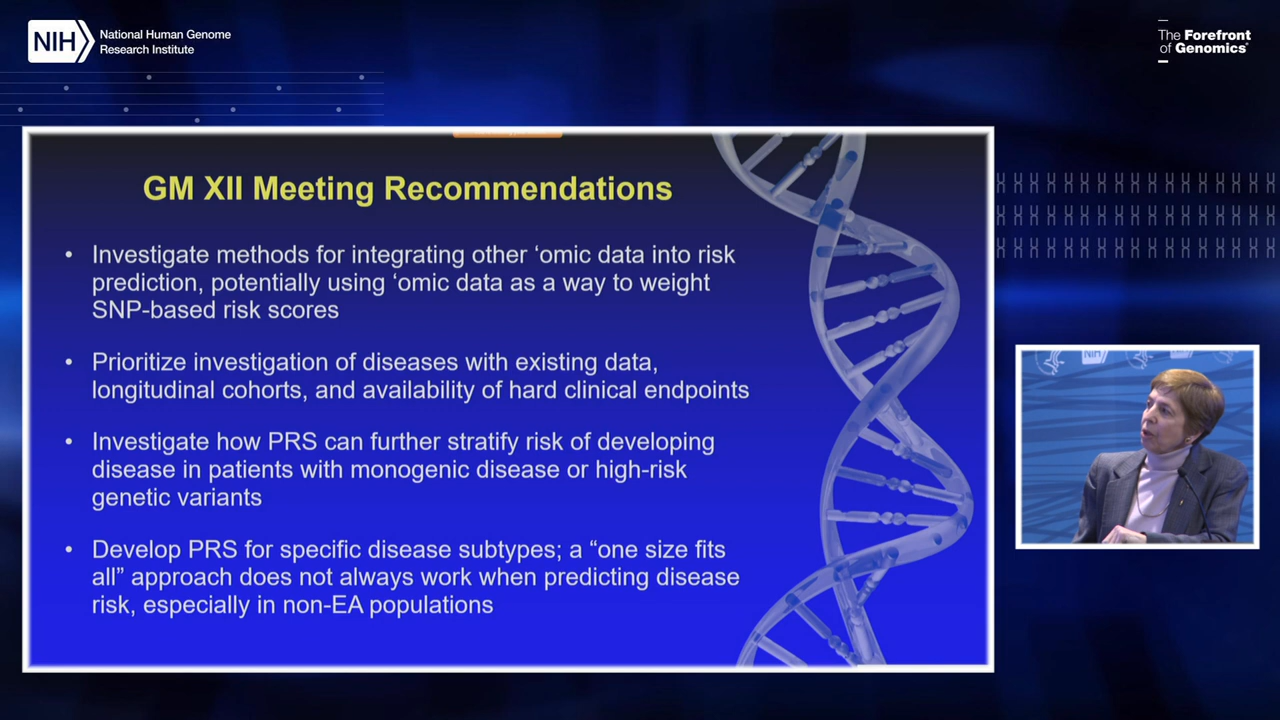 NIH
National Human Genome
Research Institute
The Forefront
of Genomics®
GM XII Meeting Recommendations
• Investigate methods for integrating other ‘omic data into risk
prediction, potentially using ‘omic data as a way to weight
SNP-based risk scores
• Prioritize investigation of diseases with existing data,
longitudinal cohorts, and availability of hard clinical endpoints
• Investigate how PRS can further stratify risk of developing
disease in patients with monogenic disease or high-risk
genetic variants
• Develop PRS for specific disease subtypes; a “one size fits
all” approach does not always work when predicting disease
risk, especially in non-EA populations
NIH